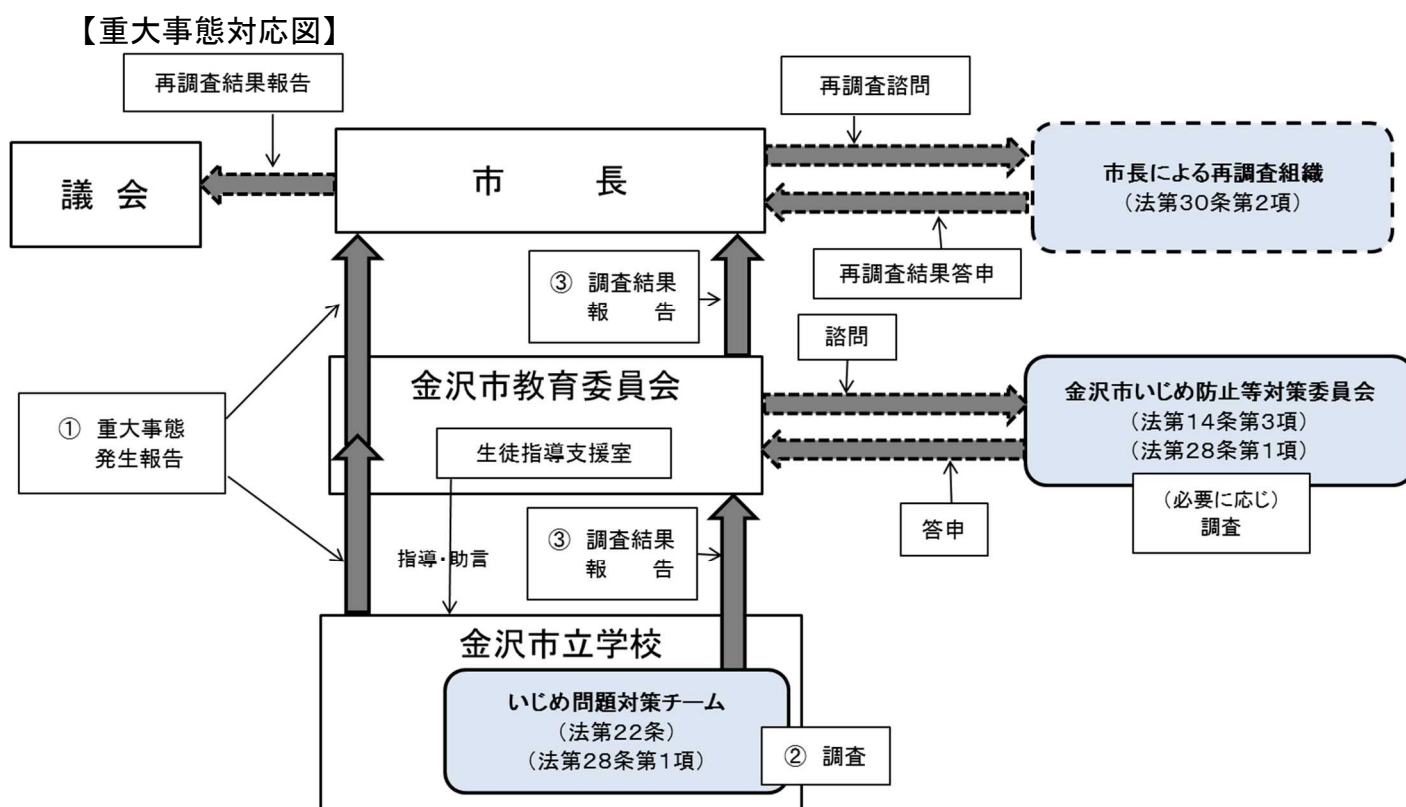 【重大事態対応図】
再調査結果報告
再調査諮問
議 会
市 長
市長による再調査組織
（法第30条第2項）
再調査結果答申
③ 調査結果
報 告
諮問
① 重大事態
発生報告
金沢市教育委員会
生徒指導支援室
金沢市いじめ防止等対策委員会
（法第14条第3項）
（法第28条第1項）
（必要に応じ）
調査
答申
指導・助言
③ 調査結果
報 告
金沢市立学校
いじめ問題対策チーム
（法第22条）
（法第28条第1項）
② 調査